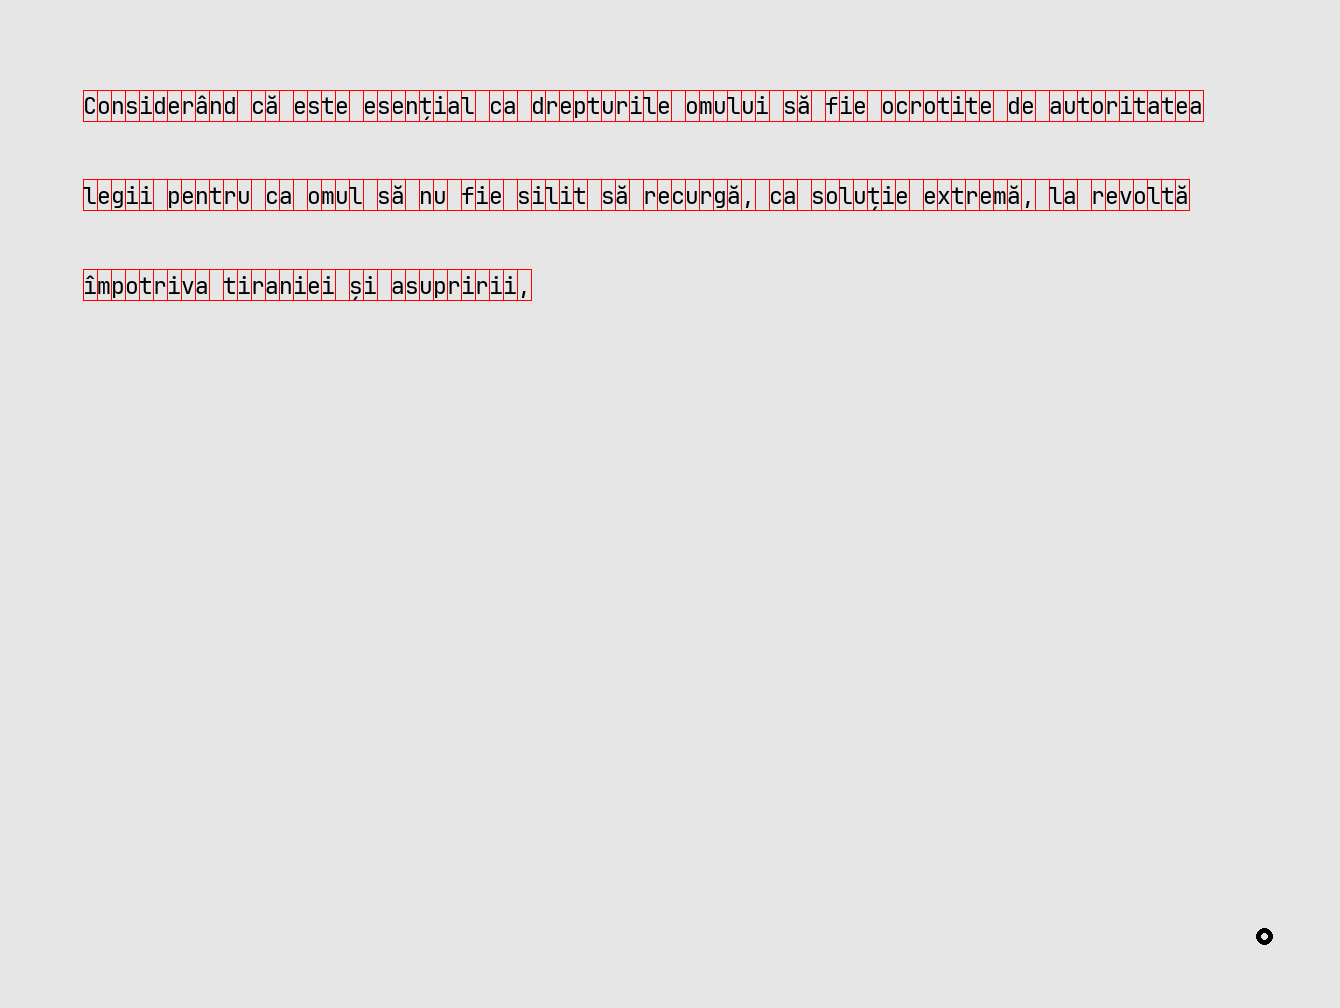 Considerând că este esențial ca drepturile omului să fie ocrotite de autoritatea
legii pentru ca omul să nu fie silit să recurgă, ca soluție extremă, la revoltă
împotriva tiraniei și asupririi,